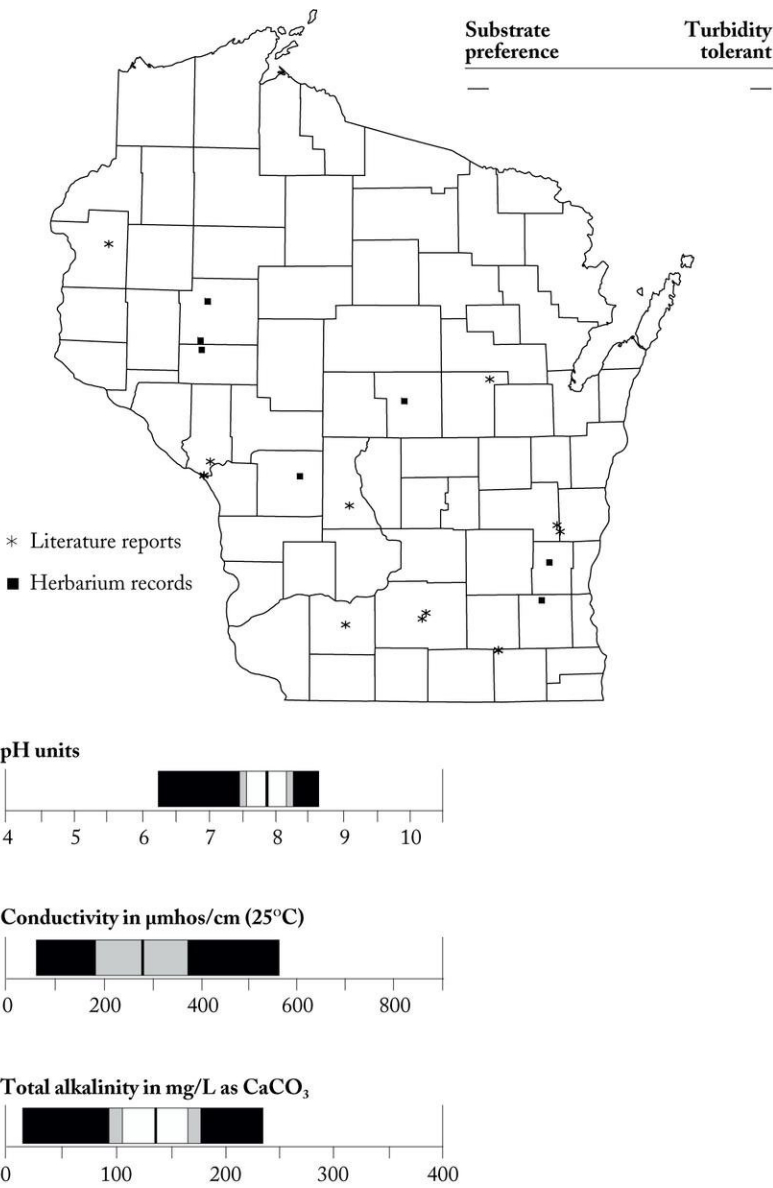 Substrate preference
Turbidity tolerant
— —
* Literature reports
■ Herbarium records
pH units
4 5 6 7 8 9 10
Conductivity in µmhos/cm (25°C)
0 200 400 600 800
Total alkalinity in mg/L as CaCO₃
0 100 200 300 400